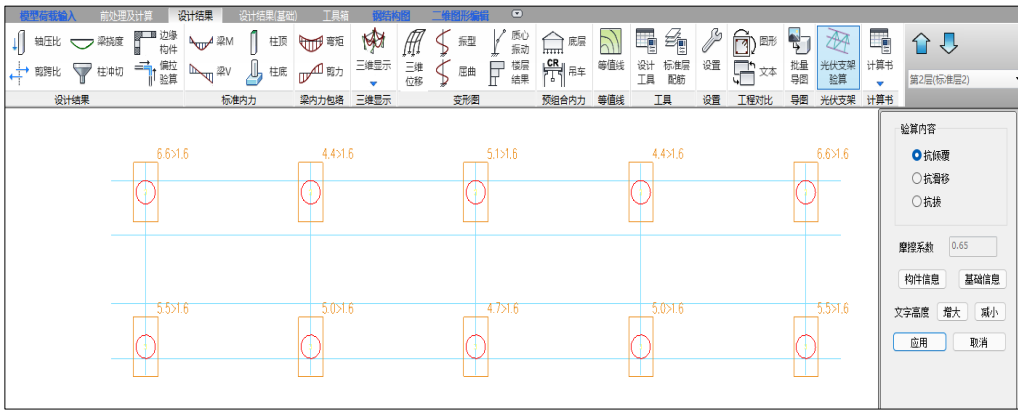 模型荷载输入 前处理及计算 设计结果 设计结果(基础) 工具箱 钢结构图 二维图形编辑
轴压比 梁挠度 边缘构件 梁M 柱顶 弯矩 三维显示 三维位移 振型 质心振动 底层 等值线 设计工具 标准层配筋 设置 图形 批量导图 光伏支架验算 计算书
剪跨比 柱冲切 偏拉验算 梁V 柱底 剪力 屈曲 楼层结果 CR 吊车 文本 第2层(标准层2)
设计结果 标准内力 梁内力包络 三维显示 变形图 预组合内力 等值线 工具 设置 工程对比 导图 光伏支架 计算书
验算内容
6.6>1.6 4.4>1.6 5.1>1.6 4.4>1.6 6.6>1.6
抗倾覆
抗滑移
抗拔
摩擦系数 0.65
构件信息 基础信息
5.5>1.6 5.0>1.6 4.7>1.6 5.0>1.6 5.5>1.6
文字高度 增大 减小
应用 取消